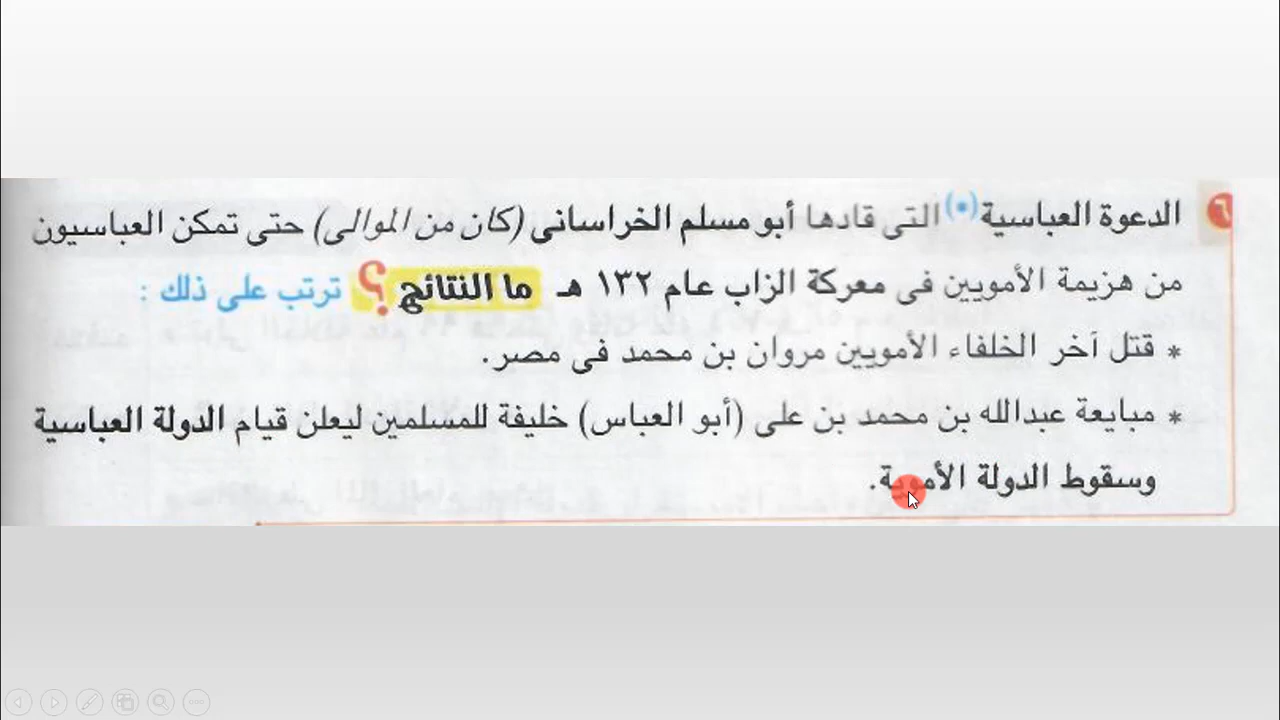 ٦ الدعوة العباسية(*) التى قادها أبو مسلم الخراسانى (كان من الموالى) حتى تمكن العباسيون
من هزيمة الأمويين فى معركة الزاب عام ١٣٢ هـ ما النتائج ؟ ترتب على ذلك :
* قتل آخر الخلفاء الأمويين مروان بن محمد فى مصر.
* مبايعة عبدالله بن محمد بن على (أبو العباس) خليفة للمسلمين ليعلن قيام الدولة العباسية
وسقوط الدولة الأموية.